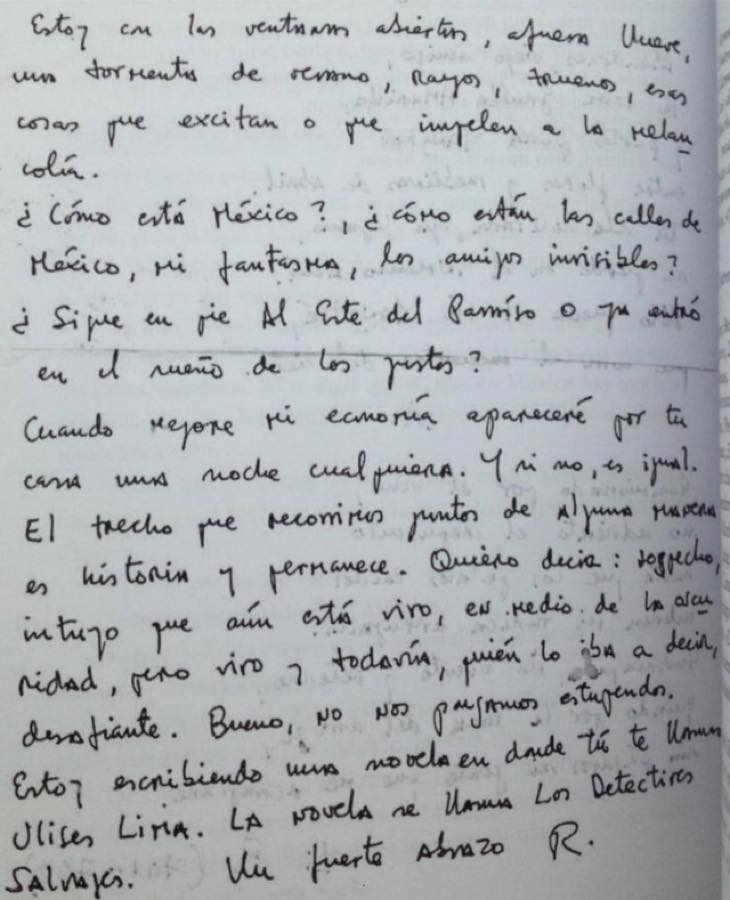 Estoy con las ventanas abiertas, afuera llueve,
una tormenta de verano, rayos, truenos, esas
cosas que excitan o que impelen a la melan
colía.
¿Cómo está México?, ¿cómo están las calles de
México, mi fantasma, los amigos invisibles?
¿Sigue en pie Al Este del Paraíso o ya entró
en el sueño de los justos?
Cuando mejore mi economía apareceré por tu
casa una noche cualquiera. Y si no, es igual.
El trecho que recorrimos juntos de alguna manera
es historia y permanece. Quiero decir: sospecho,
intuyo que aún está vivo, en medio de la oscu
ridad, pero vivo y todavía, quién lo iba a decir,
desafiante. Bueno, no nos pongamos estupendos.
Estoy escribiendo una novela en donde tú te llamas
Ulises Lima. La novela se llama Los Detectives
Salvajes. Un fuerte abrazo R.